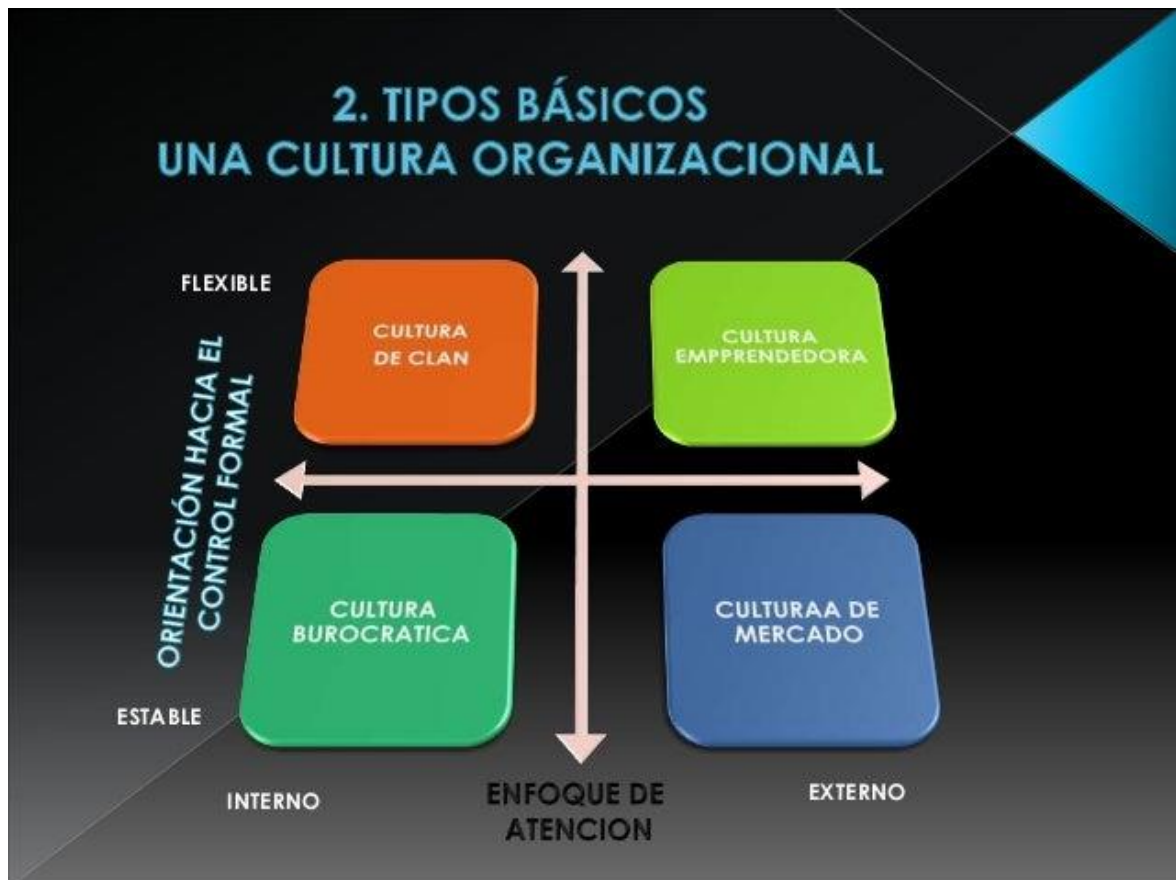 2. TIPOS BÁSICOS
UNA CULTURA ORGANIZACIONAL
FLEXIBLE
CULTURA
DE CLAN
CULTURA
EMPPRENDEDORA
ORIENTACIÓN HACIA EL
CONTROL FORMAL
CULTURA
BUROCRATICA
CULTURAA DE
MERCADO
ESTABLE
INTERNO
ENFOQUE DE
ATENCION
EXTERNO